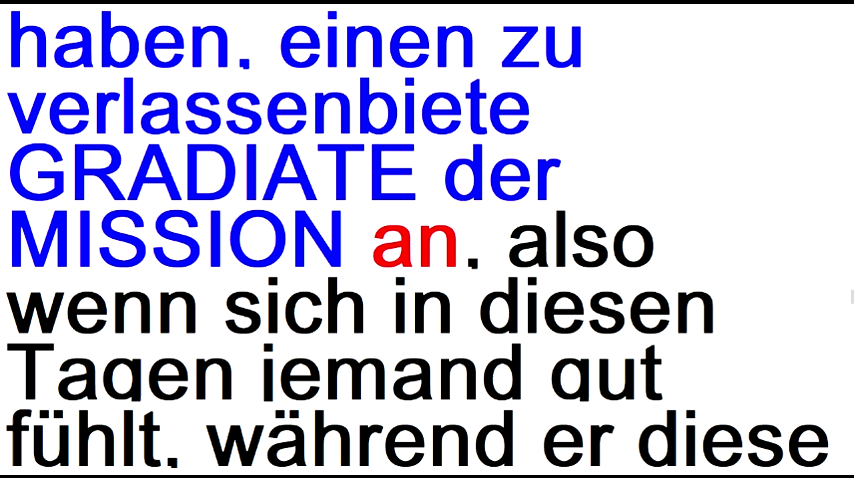 haben, einen zu
verlassenbiete
GRADIATE der
MISSION an, also
wenn sich in diesen
Tagen jemand gut
fühlt, während er diese